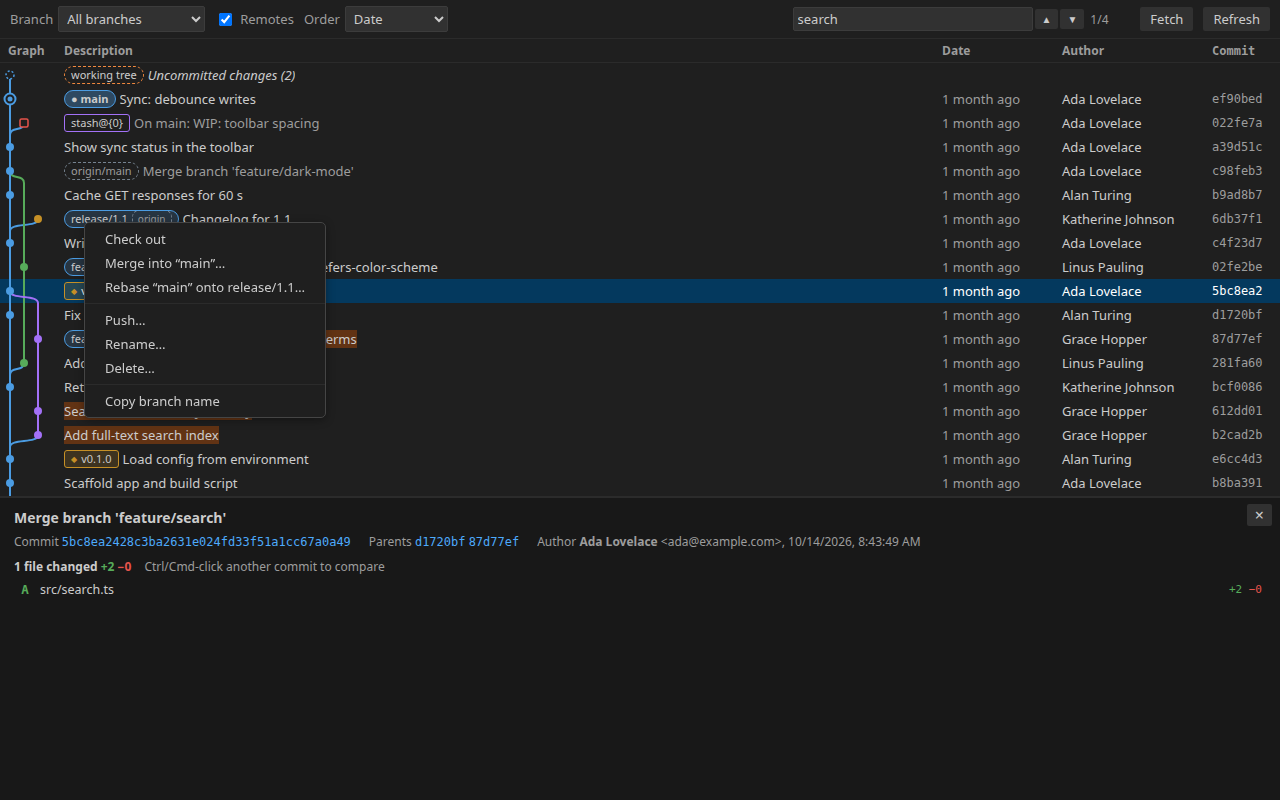 Branch All branches Remotes Order Date search ▲ ▼ 1/4 Fetch Refresh
Graph Description Date Author Commit
working tree Uncommitted changes (2)
● main Sync: debounce writes 1 month ago Ada Lovelace ef90bed
stash@{0} On main: WIP: toolbar spacing 1 month ago Ada Lovelace 022fe7a
Show sync status in the toolbar 1 month ago Ada Lovelace a39d51c
origin/main Merge branch 'feature/dark-mode' 1 month ago Ada Lovelace c98feb3
Cache GET responses for 60 s 1 month ago Alan Turing b9ad8b7
release/1.1 origin Changelog for 1.1 1 month ago Katherine Johnson 6db37f1
Wri 1 month ago Ada Lovelace c4f23d7
fea efers-color-scheme 1 month ago Linus Pauling 02fe2be
◆ v 1 month ago Ada Lovelace 5bc8ea2
Fix 1 month ago Alan Turing d1720bf
fea erms 1 month ago Grace Hopper 87d77ef
Add 1 month ago Linus Pauling 281fa60
Ret 1 month ago Katherine Johnson bcf0086
Sea 1 month ago Grace Hopper 612dd01
Add full-text search index 1 month ago Grace Hopper b2cad2b
◆ v0.1.0 Load config from environment 1 month ago Alan Turing e6cc4d3
Scaffold app and build script 1 month ago Ada Lovelace b8ba391
Check out
Merge into “main”...
Rebase “main” onto release/1.1...
Push...
Rename...
Delete...
Copy branch name
Merge branch 'feature/search' ✕
Commit 5bc8ea2428c3ba2631e024fd33f51a1cc67a0a49 Parents d1720bf 87d77ef Author Ada Lovelace <ada@example.com>, 10/14/2026, 8:43:49 AM
1 file changed +2 −0 Ctrl/Cmd-click another commit to compare
A src/search.ts +2 −0